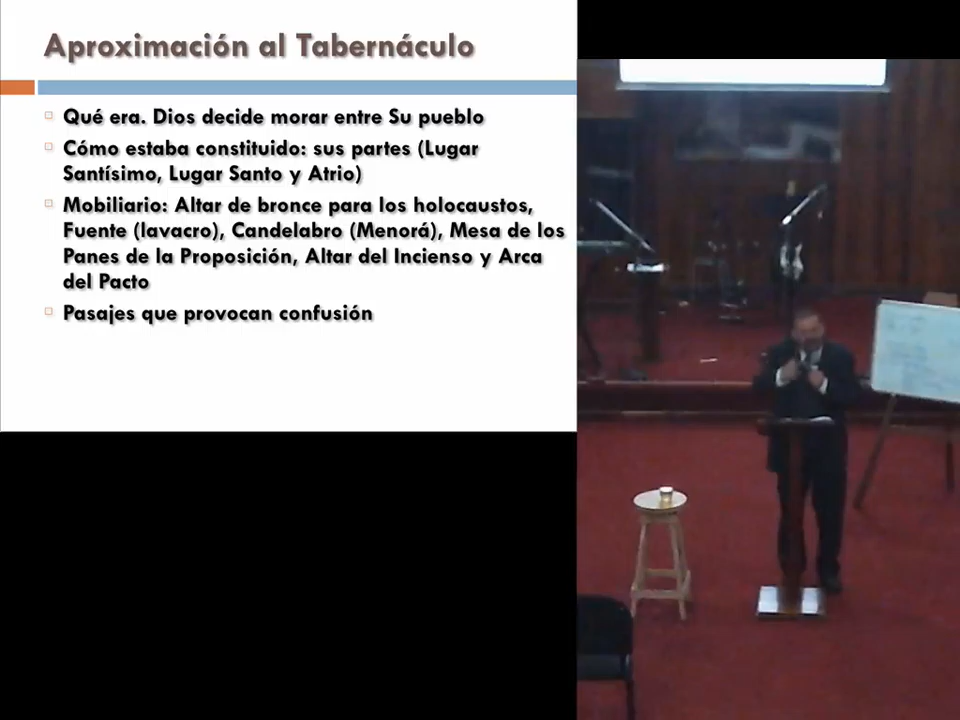 Aproximación al Tabernáculo
Qué era. Dios decide morar entre Su pueblo
Cómo estaba constituido: sus partes (Lugar
Santísimo, Lugar Santo y Atrio)
Mobiliario: Altar de bronce para los holocaustos,
Fuente (lavacro), Candelabro (Menorá), Mesa de los
Panes de la Proposición, Altar del Incienso y Arca
del Pacto
Pasajes que provocan confusión